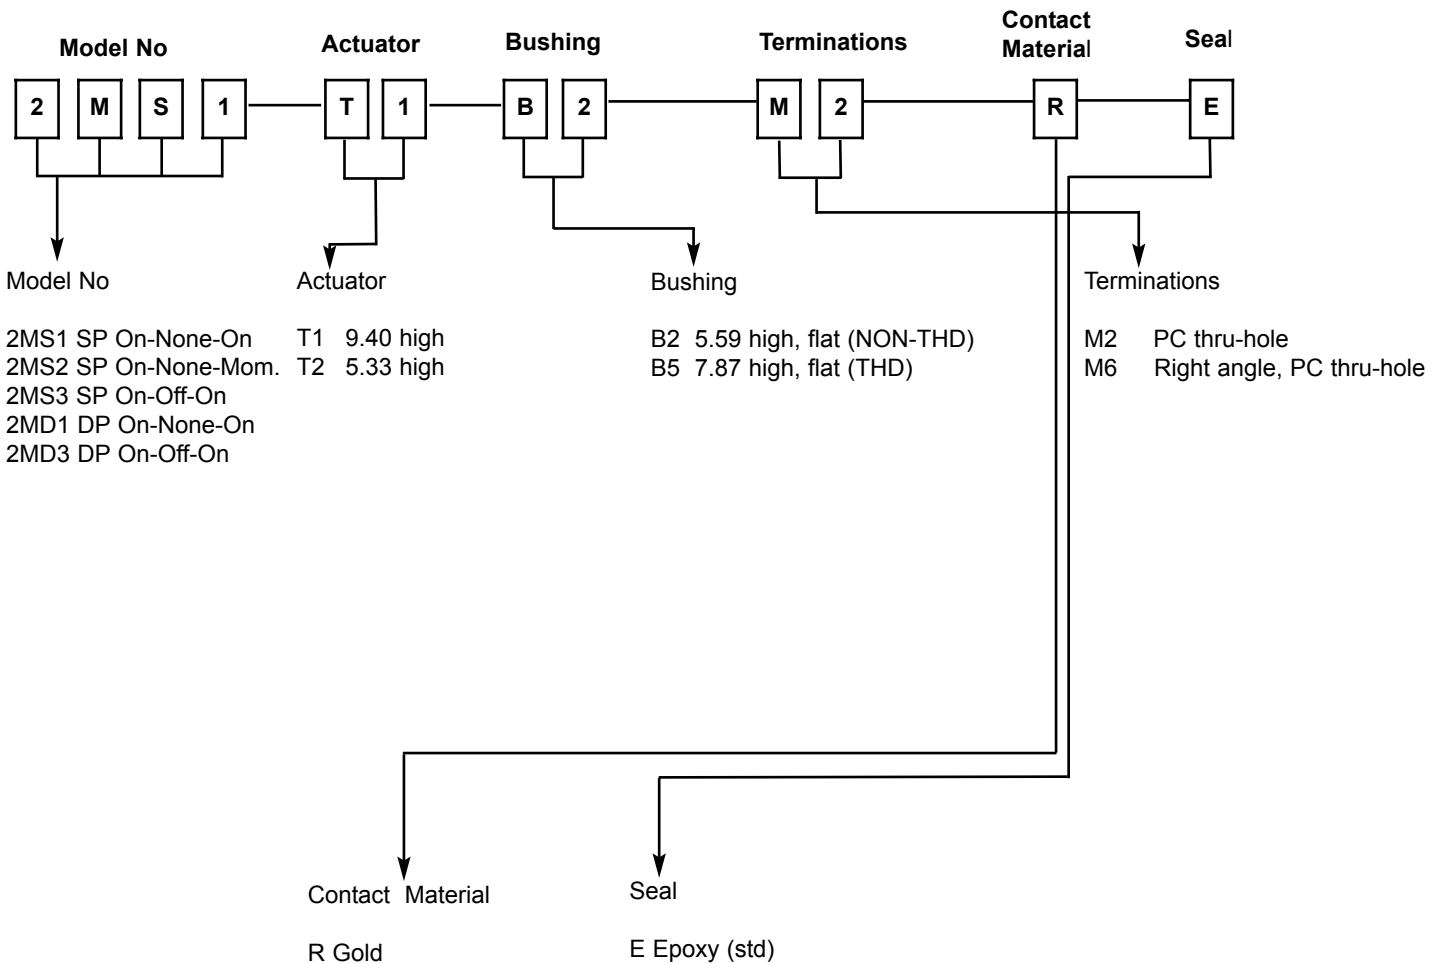 Model No
Actuator
Bushing
Terminations
Contact
Material
Seal
2 M S 1 T 1 B 2 M 2 R E
Model No
2MS1 SP On-None-On
2MS2 SP On-None-Mom.
2MS3 SP On-Off-On
2MD1 DP On-None-On
2MD3 DP On-Off-On
Actuator
T1 9.40 high
T2 5.33 high
Bushing
B2 5.59 high, flat (NON-THD)
B5 7.87 high, flat (THD)
Terminations
M2 PC thru-hole
M6 Right angle, PC thru-hole
Contact Material
R Gold
Seal
E Epoxy (std)